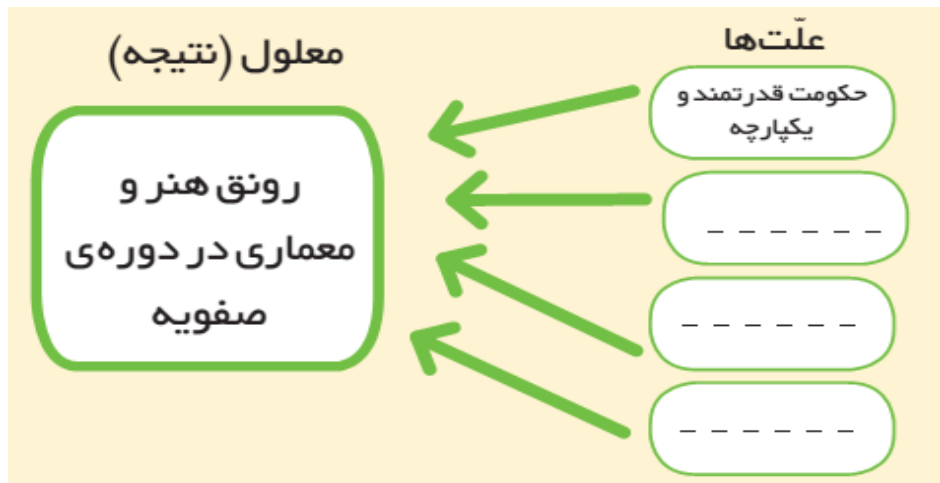 علّت‌ها
حکومت قدرتمند و
یکپارچه
_ _ _ _ _ _
_ _ _ _ _ _
_ _ _ _ _ _
معلول (نتیجه)
رونق هنر و
معماری در دوره‌ی
صفویه